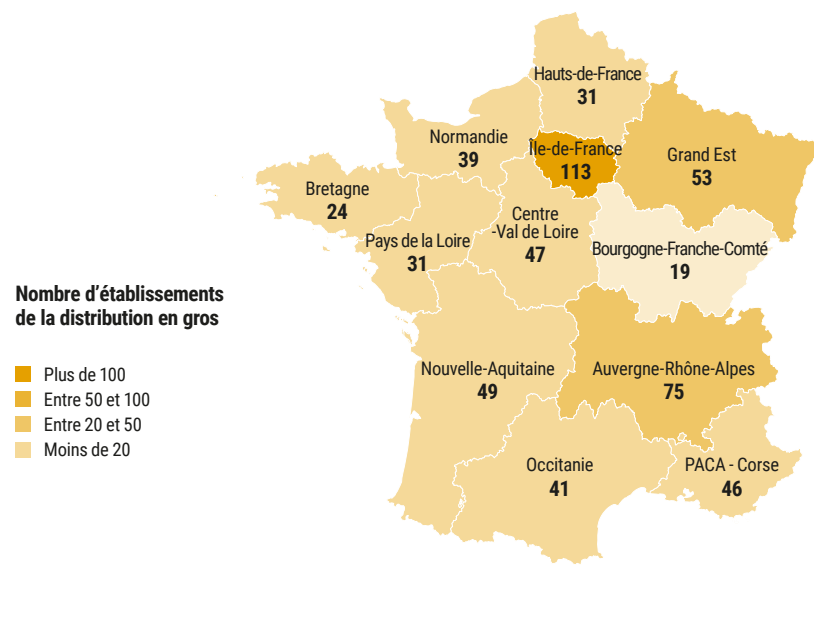 Hauts-de-France
31
Normandie
39
Île-de-France
113
Grand Est
53
Bretagne
24
Centre
-Val de Loire
47
Pays de la Loire
31
Bourgogne-Franche-Comté
19
Nombre d’établissements
de la distribution en gros
Plus de 100
Entre 50 et 100
Entre 20 et 50
Moins de 20
Nouvelle-Aquitaine
49
Auvergne-Rhône-Alpes
75
Occitanie
41
PACA - Corse
46